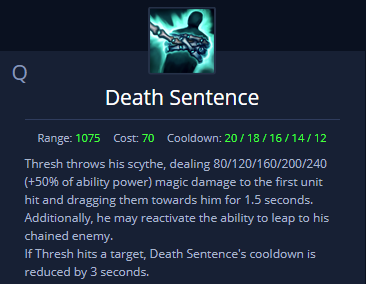 Q
Death Sentence
Range: 1075 Cost: 70 Cooldown: 20 / 18 / 16 / 14 / 12
Thresh throws his scythe, dealing 80/120/160/200/240
(+50% of ability power) magic damage to the first unit
hit and dragging them towards him for 1.5 seconds.
Additionally, he may reactivate the ability to leap to his
chained enemy.
If Thresh hits a target, Death Sentence's cooldown is
reduced by 3 seconds.